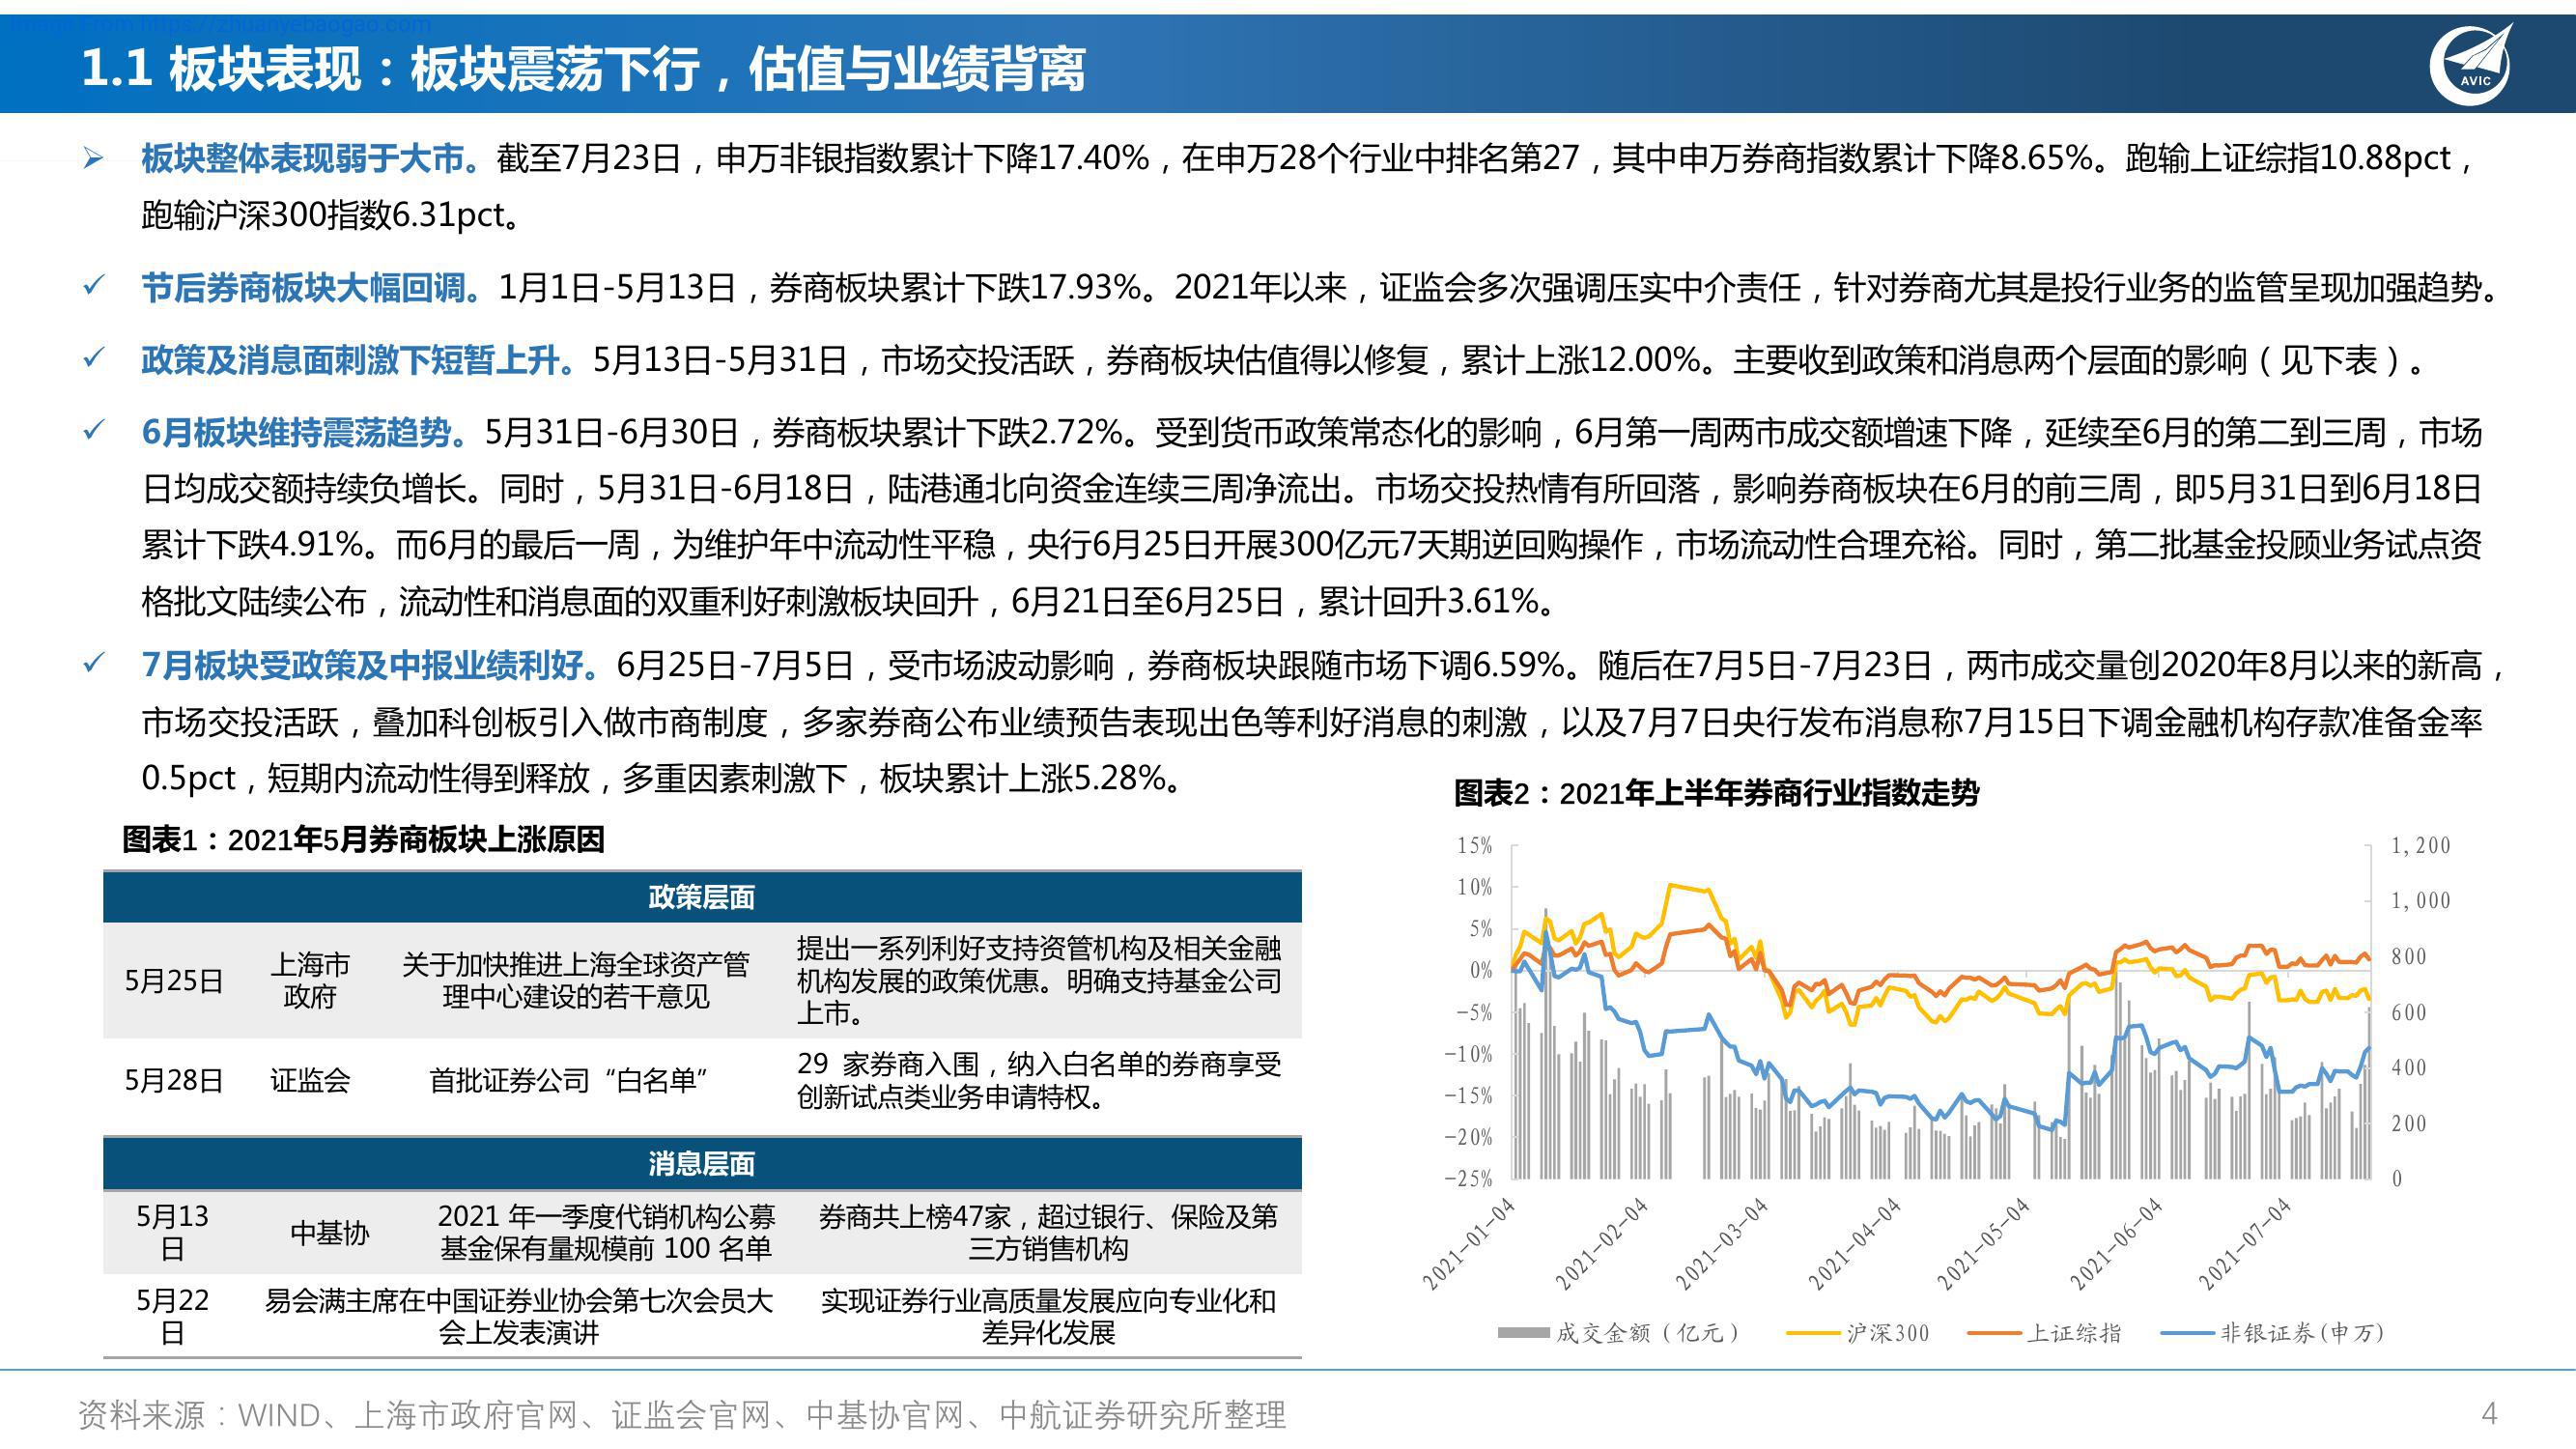 Image From https://zhuanyebaogao.com
1.1 板块表现：板块震荡下行，估值与业绩背离
AVIC
板块整体表现弱于大市。截至7月23日，申万非银指数累计下降17.40%，在申万28个行业中排名第27，其中申万券商指数累计下降8.65%。跑输上证综指10.88pct，
跑输沪深300指数6.31pct。
节后券商板块大幅回调。1月1日-5月13日，券商板块累计下跌17.93%。2021年以来，证监会多次强调压实中介责任，针对券商尤其是投行业务的监管呈现加强趋势。
政策及消息面刺激下短暂上升。5月13日-5月31日，市场交投活跃，券商板块估值得以修复，累计上涨12.00%。主要收到政策和消息两个层面的影响（见下表）。
6月板块维持震荡趋势。5月31日-6月30日，券商板块累计下跌2.72%。受到货币政策常态化的影响，6月第一周两市成交额增速下降，延续至6月的第二到三周，市场
日均成交额持续负增长。同时，5月31日-6月18日，陆港通北向资金连续三周净流出。市场交投热情有所回落，影响券商板块在6月的前三周，即5月31日到6月18日
累计下跌4.91%。而6月的最后一周，为维护年中流动性平稳，央行6月25日开展300亿元7天期逆回购操作，市场流动性合理充裕。同时，第二批基金投顾业务试点资
格批文陆续公布，流动性和消息面的双重利好刺激板块回升，6月21日至6月25日，累计回升3.61%。
7月板块受政策及中报业绩利好。6月25日-7月5日，受市场波动影响，券商板块跟随市场下调6.59%。随后在7月5日-7月23日，两市成交量创2020年8月以来的新高，
市场交投活跃，叠加科创板引入做市商制度，多家券商公布业绩预告表现出色等利好消息的刺激，以及7月7日央行发布消息称7月15日下调金融机构存款准备金率
0.5pct，短期内流动性得到释放，多重因素刺激下，板块累计上涨5.28%。
图表1：2021年5月券商板块上涨原因
政策层面
5月25日
上海市
政府
关于加快推进上海全球资产管
理中心建设的若干意见
提出一系列利好支持资管机构及相关金融
机构发展的政策优惠。明确支持基金公司
上市。
5月28日
证监会
首批证券公司“白名单”
29 家券商入围，纳入白名单的券商享受
创新试点类业务申请特权。
消息层面
5月13
日
中基协
2021 年一季度代销机构公募
基金保有量规模前 100 名单
券商共上榜47家，超过银行、保险及第
三方销售机构
5月22
日
易会满主席在中国证券业协会第七次会员大
会上发表演讲
实现证券行业高质量发展应向专业化和
差异化发展
图表2：2021年上半年券商行业指数走势
15%
10%
5%
0%
-5%
-10%
-15%
-20%
-25%
1,200
1,000
800
600
400
200
0
2021-01-04
2021-02-04
2021-03-04
2021-04-04
2021-05-04
2021-06-04
2021-07-04
成交金额（亿元）
沪深300
上证综指
非银证券(申万)
资料来源：WIND、上海市政府官网、证监会官网、中基协官网、中航证券研究所整理
4